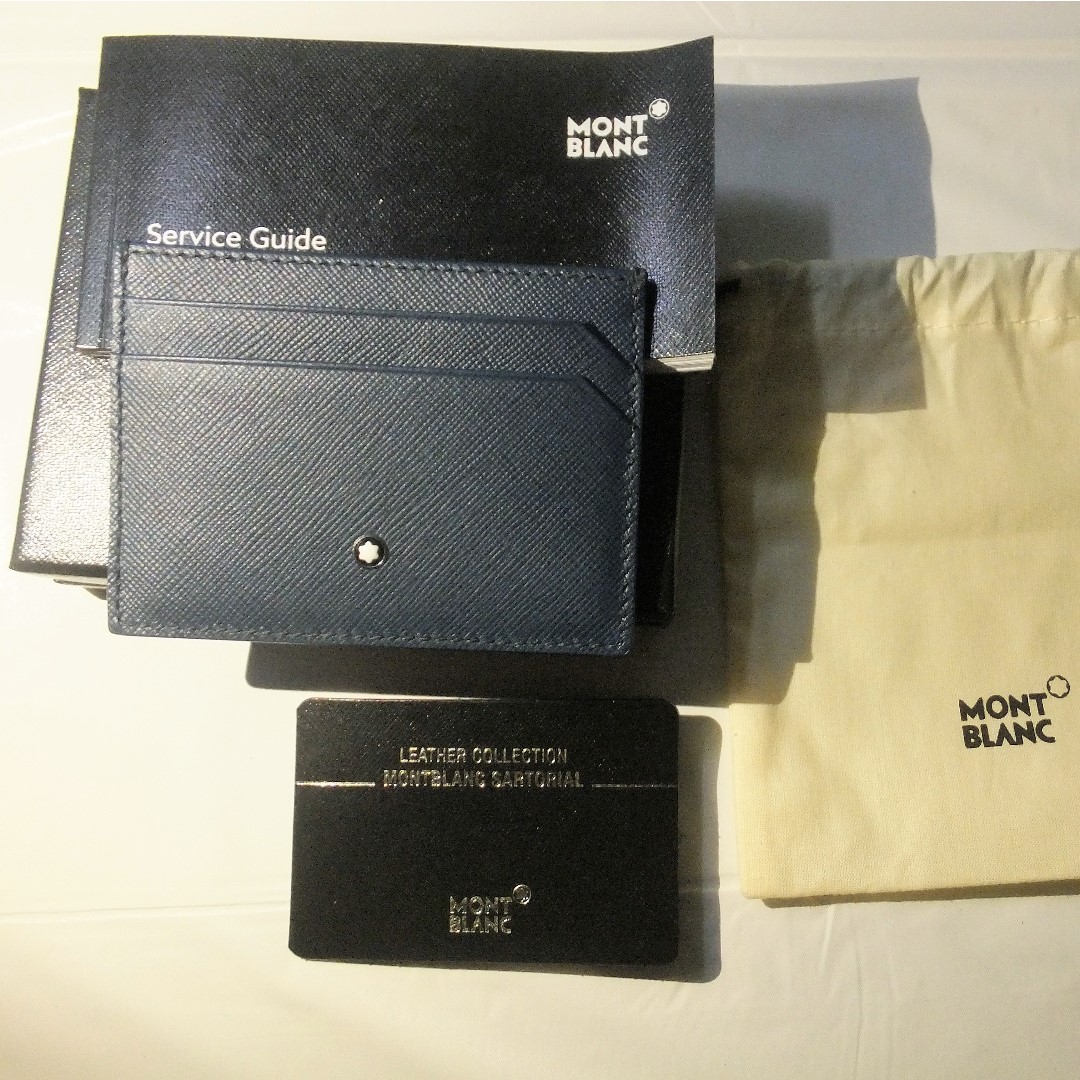 MONT
BLANC
Service Guide
LEATHER COLLECTION
MONTBLANC SARTORIAL
MONT
BLANC
MONT
BLANC